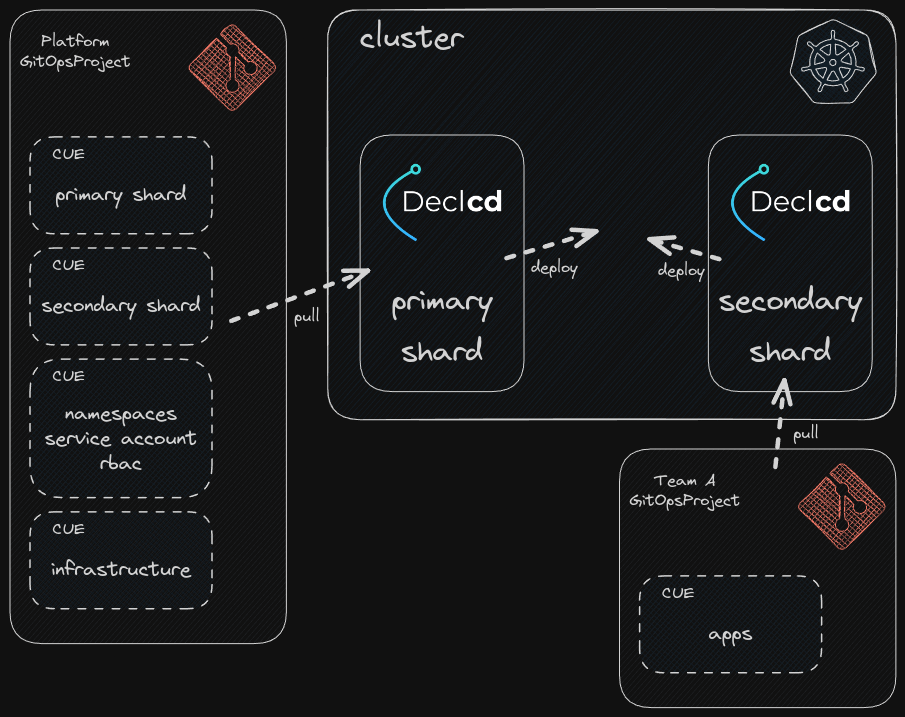 Platform
GitOpsProject
CUE
primary shard
CUE
secondary shard
CUE
namespaces
service account
rbac
CUE
infrastructure
pull
cluster
Declcd
primary
shard
deploy
deploy
Declcd
secondary
shard
pull
Team A
GitOpsProject
CUE
apps